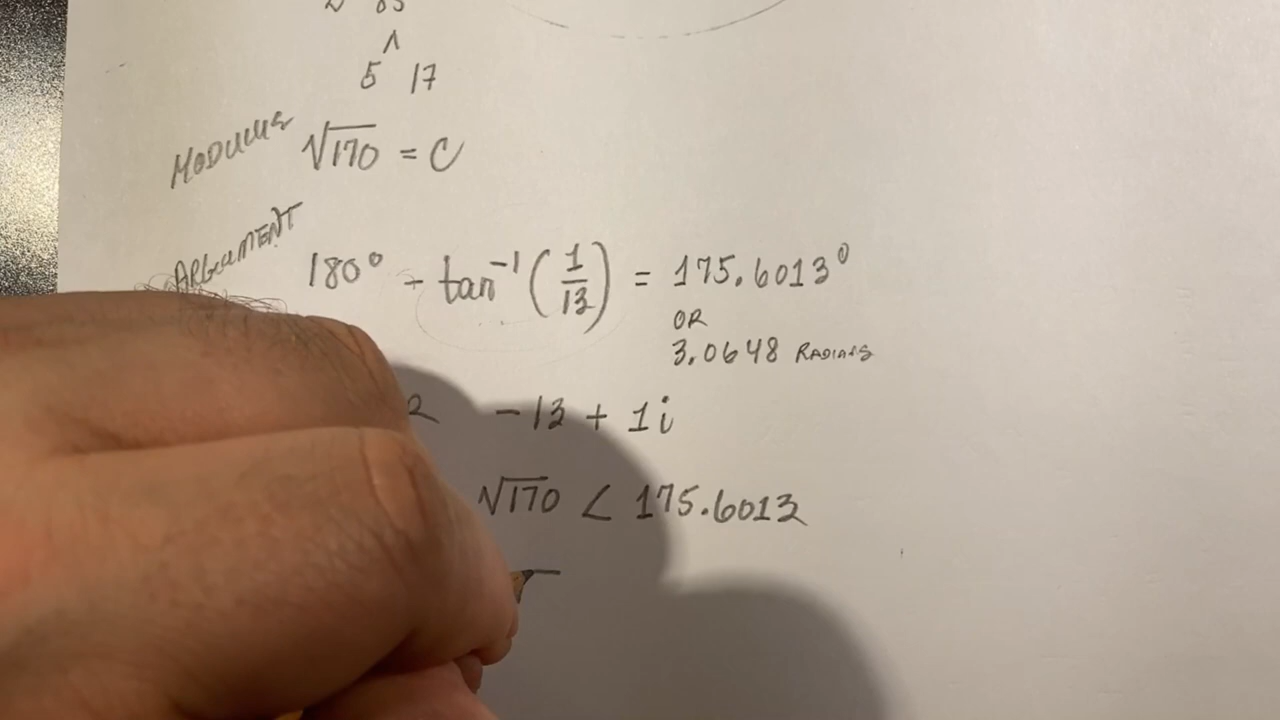 5 17
MODULUS √170 = C
ARGUMENT 180° - tan⁻¹(1/13) = 175.6013°
OR
3.0648 RADIANS
-13 + 1i
√170 < 175.6013